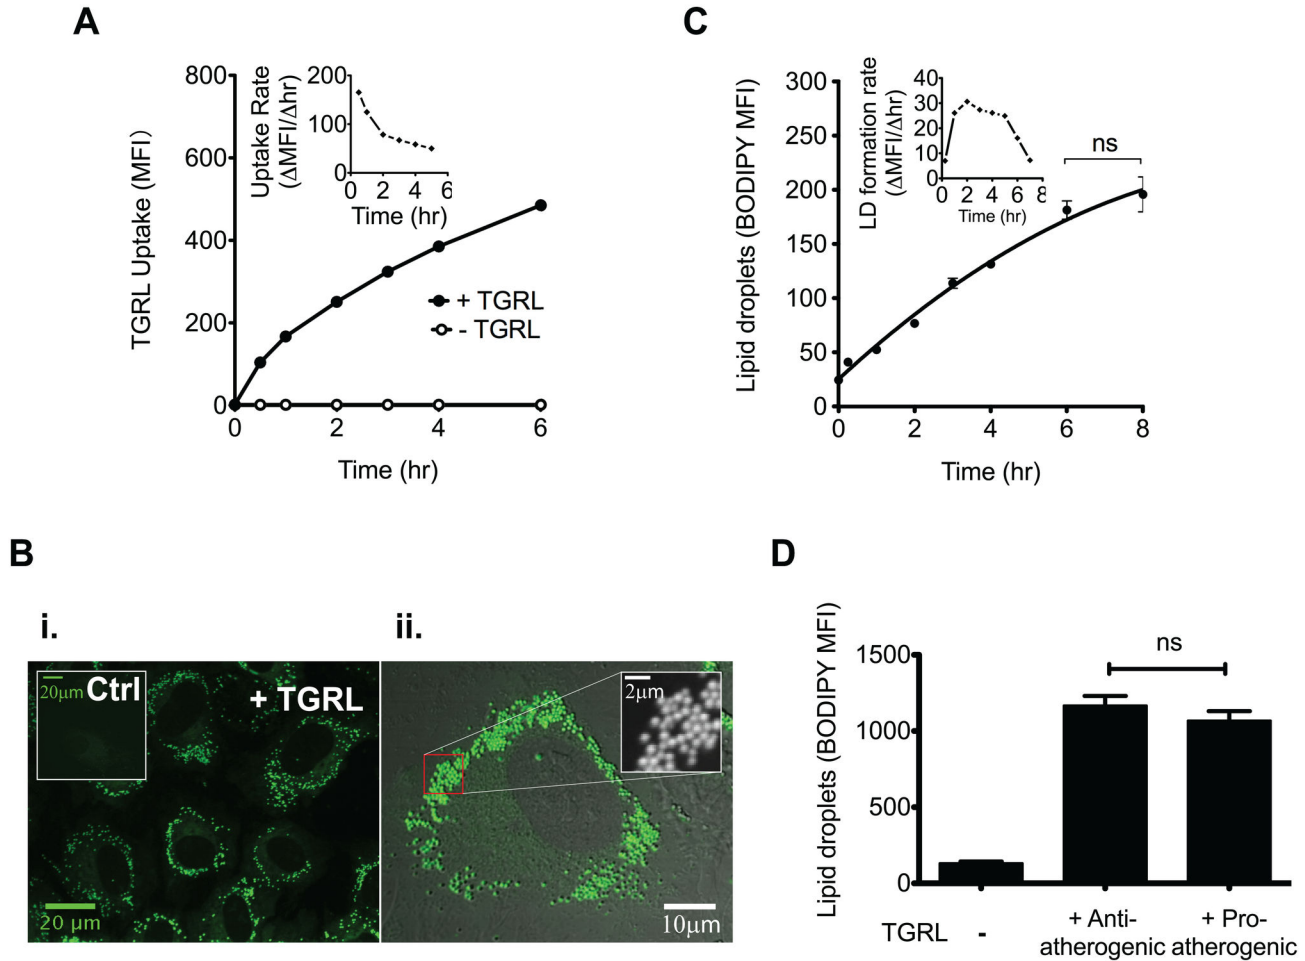 A
TGRL Uptake (MFI)
800
600
400
200
0
0 2 4 6
Time (hr)
Uptake Rate
(ΔMFI/Δhr)
200
100
0
0 2 4 6
Time (hr)
+ TGRL
- TGRL
C
Lipid droplets (BODIPY MFI)
300
250
200
150
100
50
0
0 2 4 6 8
Time (hr)
LD formation rate
(ΔMFI/Δhr)
40
30
20
10
0
0 2 4 6 8
Time (hr)
ns
B
i.
20μm
Ctrl
+ TGRL
20 μm
ii.
2μm
10μm
D
Lipid droplets (BODIPY MFI)
1500
1000
500
0
ns
TGRL
-
+ Anti-
atherogenic
+ Pro-
atherogenic